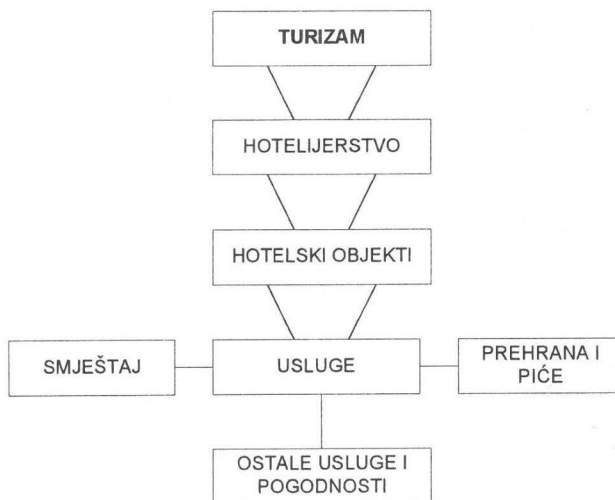 TURIZAM
HOTELIJERSTVO
HOTELSKI OBJEKTI
SMJEŠTAJ
USLUGE
PREHRANA I
PIĆE
OSTALE USLUGE I
POGODNOSTI